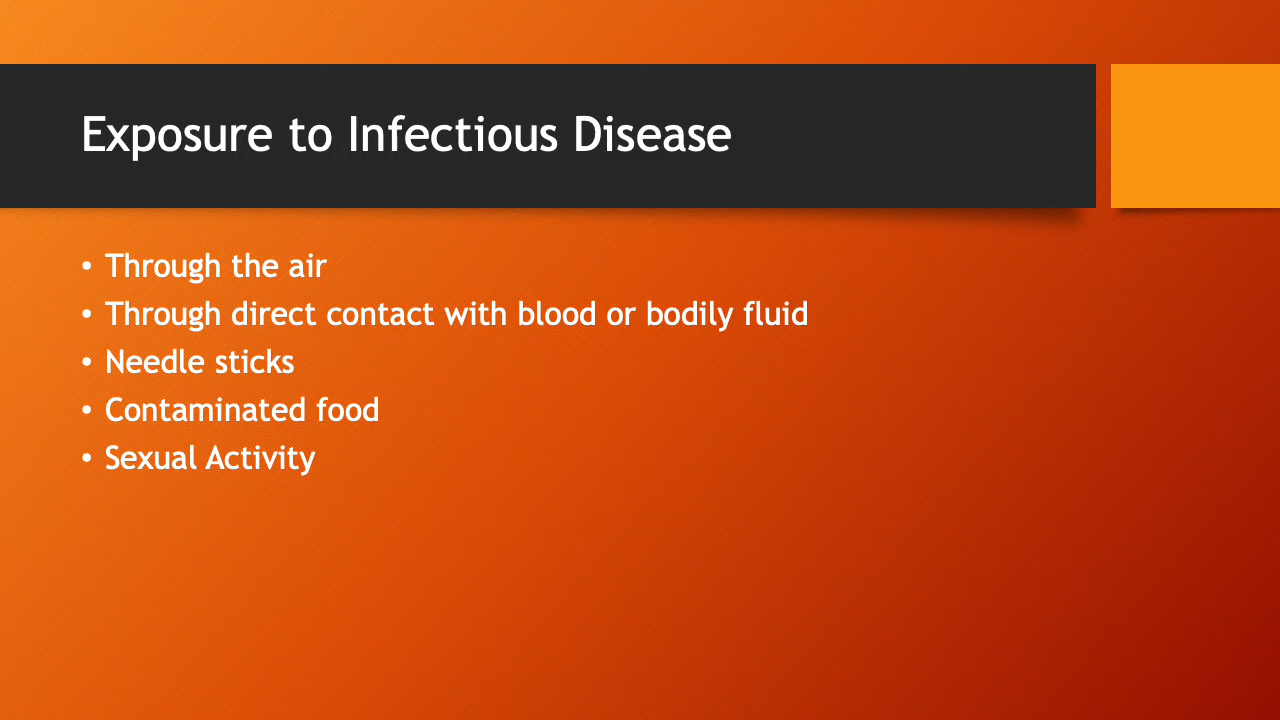 Exposure to Infectious Disease
• Through the air
• Through direct contact with blood or bodily fluid
• Needle sticks
• Contaminated food
• Sexual Activity